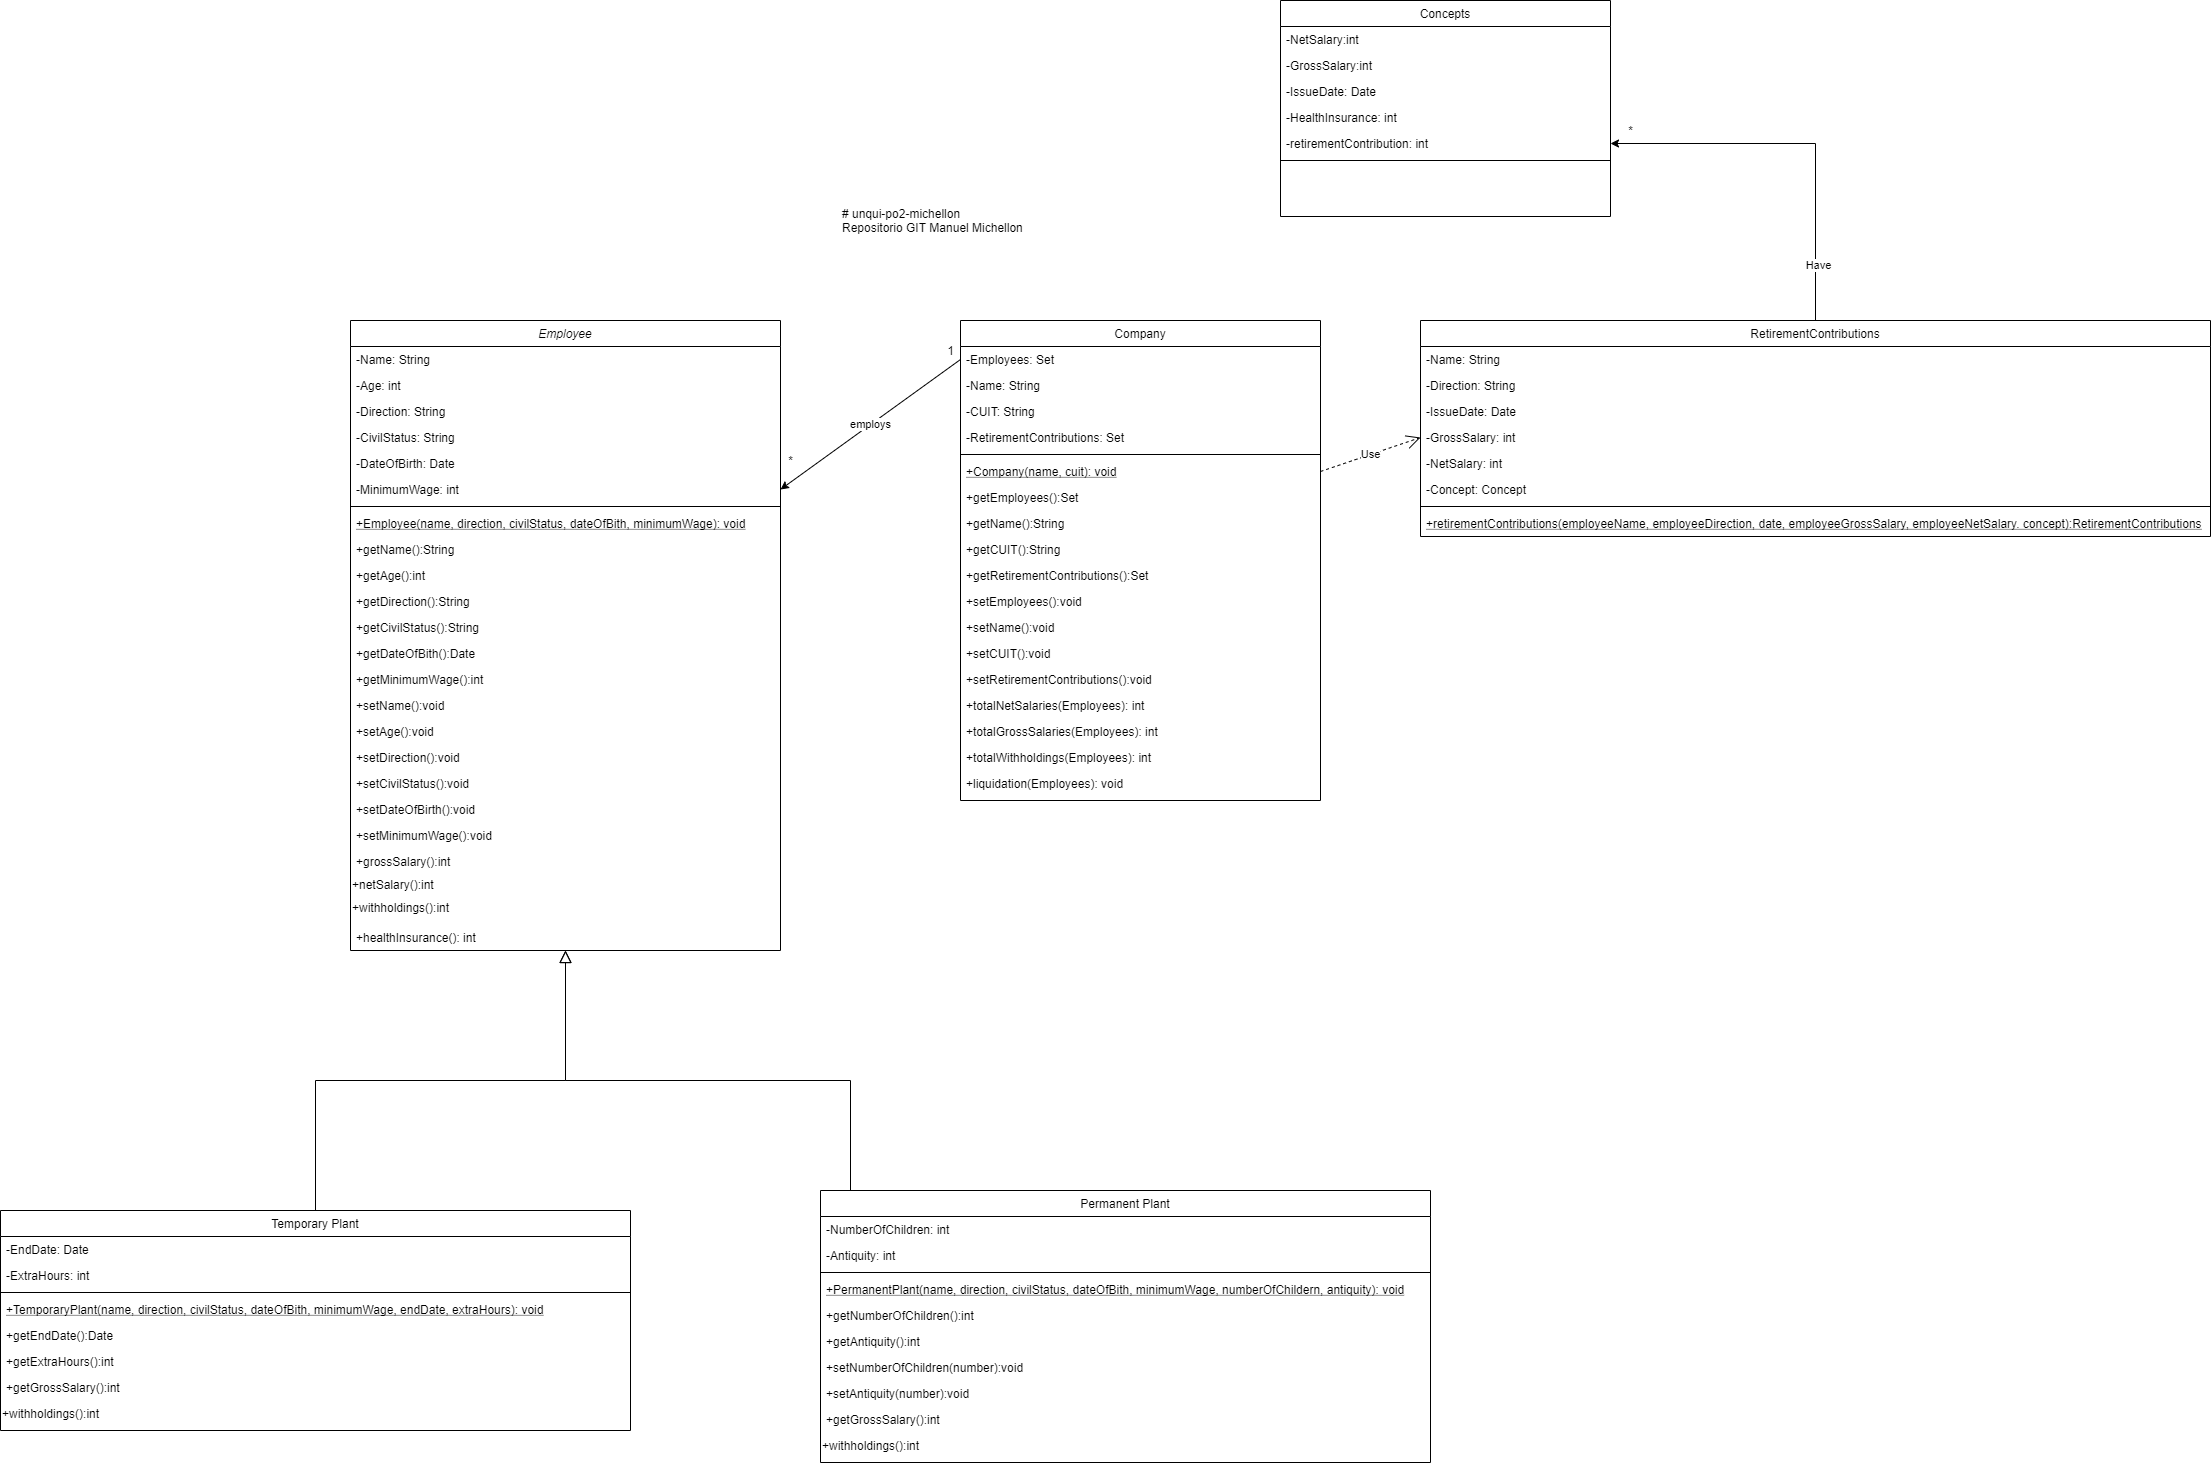 Concepts
-NetSalary:int
-GrossSalary:int
-IssueDate: Date
-HealthInsurance: int
-retirementContribution: int
*
Have
# unqui-po2-michellon
Repositorio GIT Manuel Michellon
Employee
-Name: String
-Age: int
-Direction: String
-CivilStatus: String
-DateOfBirth: Date
-MinimumWage: int
+Employee(name, direction, civilStatus, dateOfBith, minimumWage): void
+getName():String
+getAge():int
+getDirection():String
+getCivilStatus():String
+getDateOfBith():Date
+getMinimumWage():int
+setName():void
+setAge():void
+setDirection():void
+setCivilStatus():void
+setDateOfBirth():void
+setMinimumWage():void
+grossSalary():int
+netSalary():int
+withholdings():int
+healthInsurance(): int
1
employs
*
Company
-Employees: Set
-Name: String
-CUIT: String
-RetirementContributions: Set
+Company(name, cuit): void
+getEmployees():Set
+getName():String
+getCUIT():String
+getRetirementContributions():Set
+setEmployees():void
+setName():void
+setCUIT():void
+setRetirementContributions():void
+totalNetSalaries(Employees): int
+totalGrossSalaries(Employees): int
+totalWithholdings(Employees): int
+liquidation(Employees): void
Use
RetirementContributions
-Name: String
-Direction: String
-IssueDate: Date
-GrossSalary: int
-NetSalary: int
-Concept: Concept
+retirementContributions(employeeName, employeeDirection, date, employeeGrossSalary, employeeNetSalary. concept):RetirementContributions
Temporary Plant
-EndDate: Date
-ExtraHours: int
+TemporaryPlant(name, direction, civilStatus, dateOfBith, minimumWage, endDate, extraHours): void
+getEndDate():Date
+getExtraHours():int
+getGrossSalary():int
+withholdings():int
Permanent Plant
-NumberOfChildren: int
-Antiquity: int
+PermanentPlant(name, direction, civilStatus, dateOfBith, minimumWage, numberOfChildern, antiquity): void
+getNumberOfChildren():int
+getAntiquity():int
+setNumberOfChildren(number):void
+setAntiquity(number):void
+getGrossSalary():int
+withholdings():int